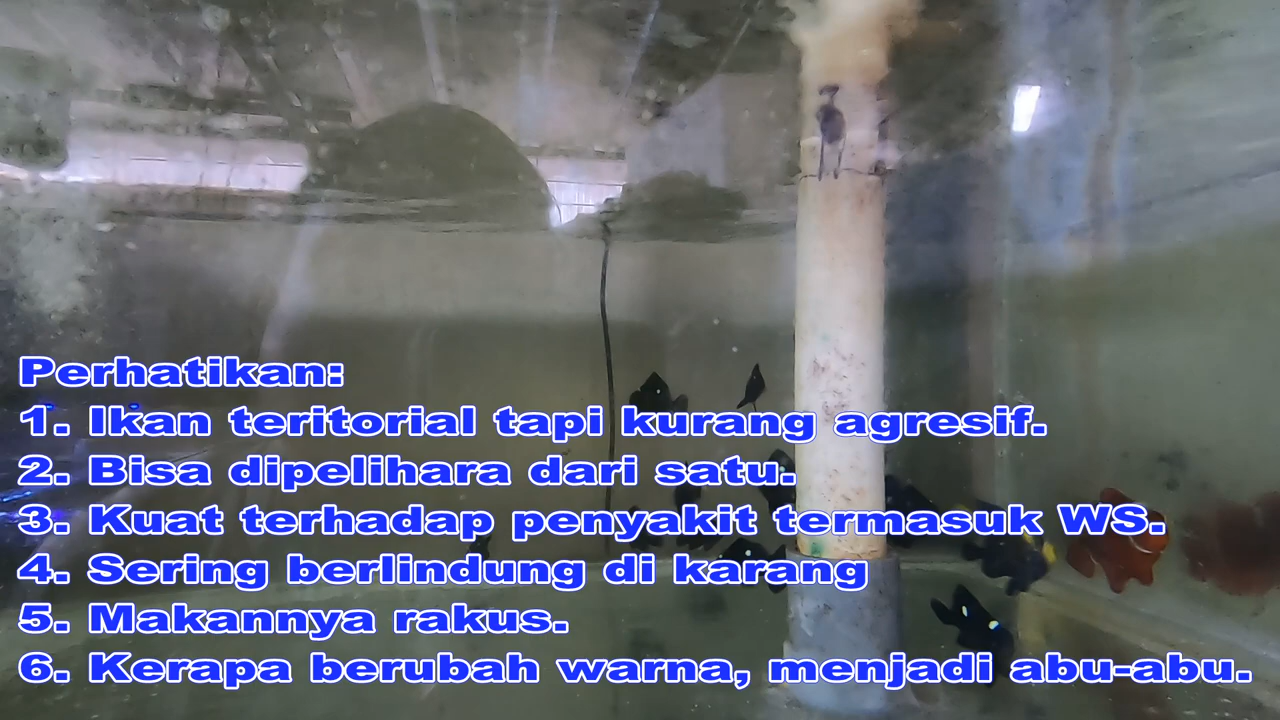 Perhatikan:
1. Ikan teritorial tapi kurang agresif.
2. Bisa dipelihara dari satu.
3. Kuat terhadap penyakit termasuk WS.
4. Sering berlindung di karang
5. Makannya rakus.
6. Kerapa berubah warna, menjadi abu-abu.